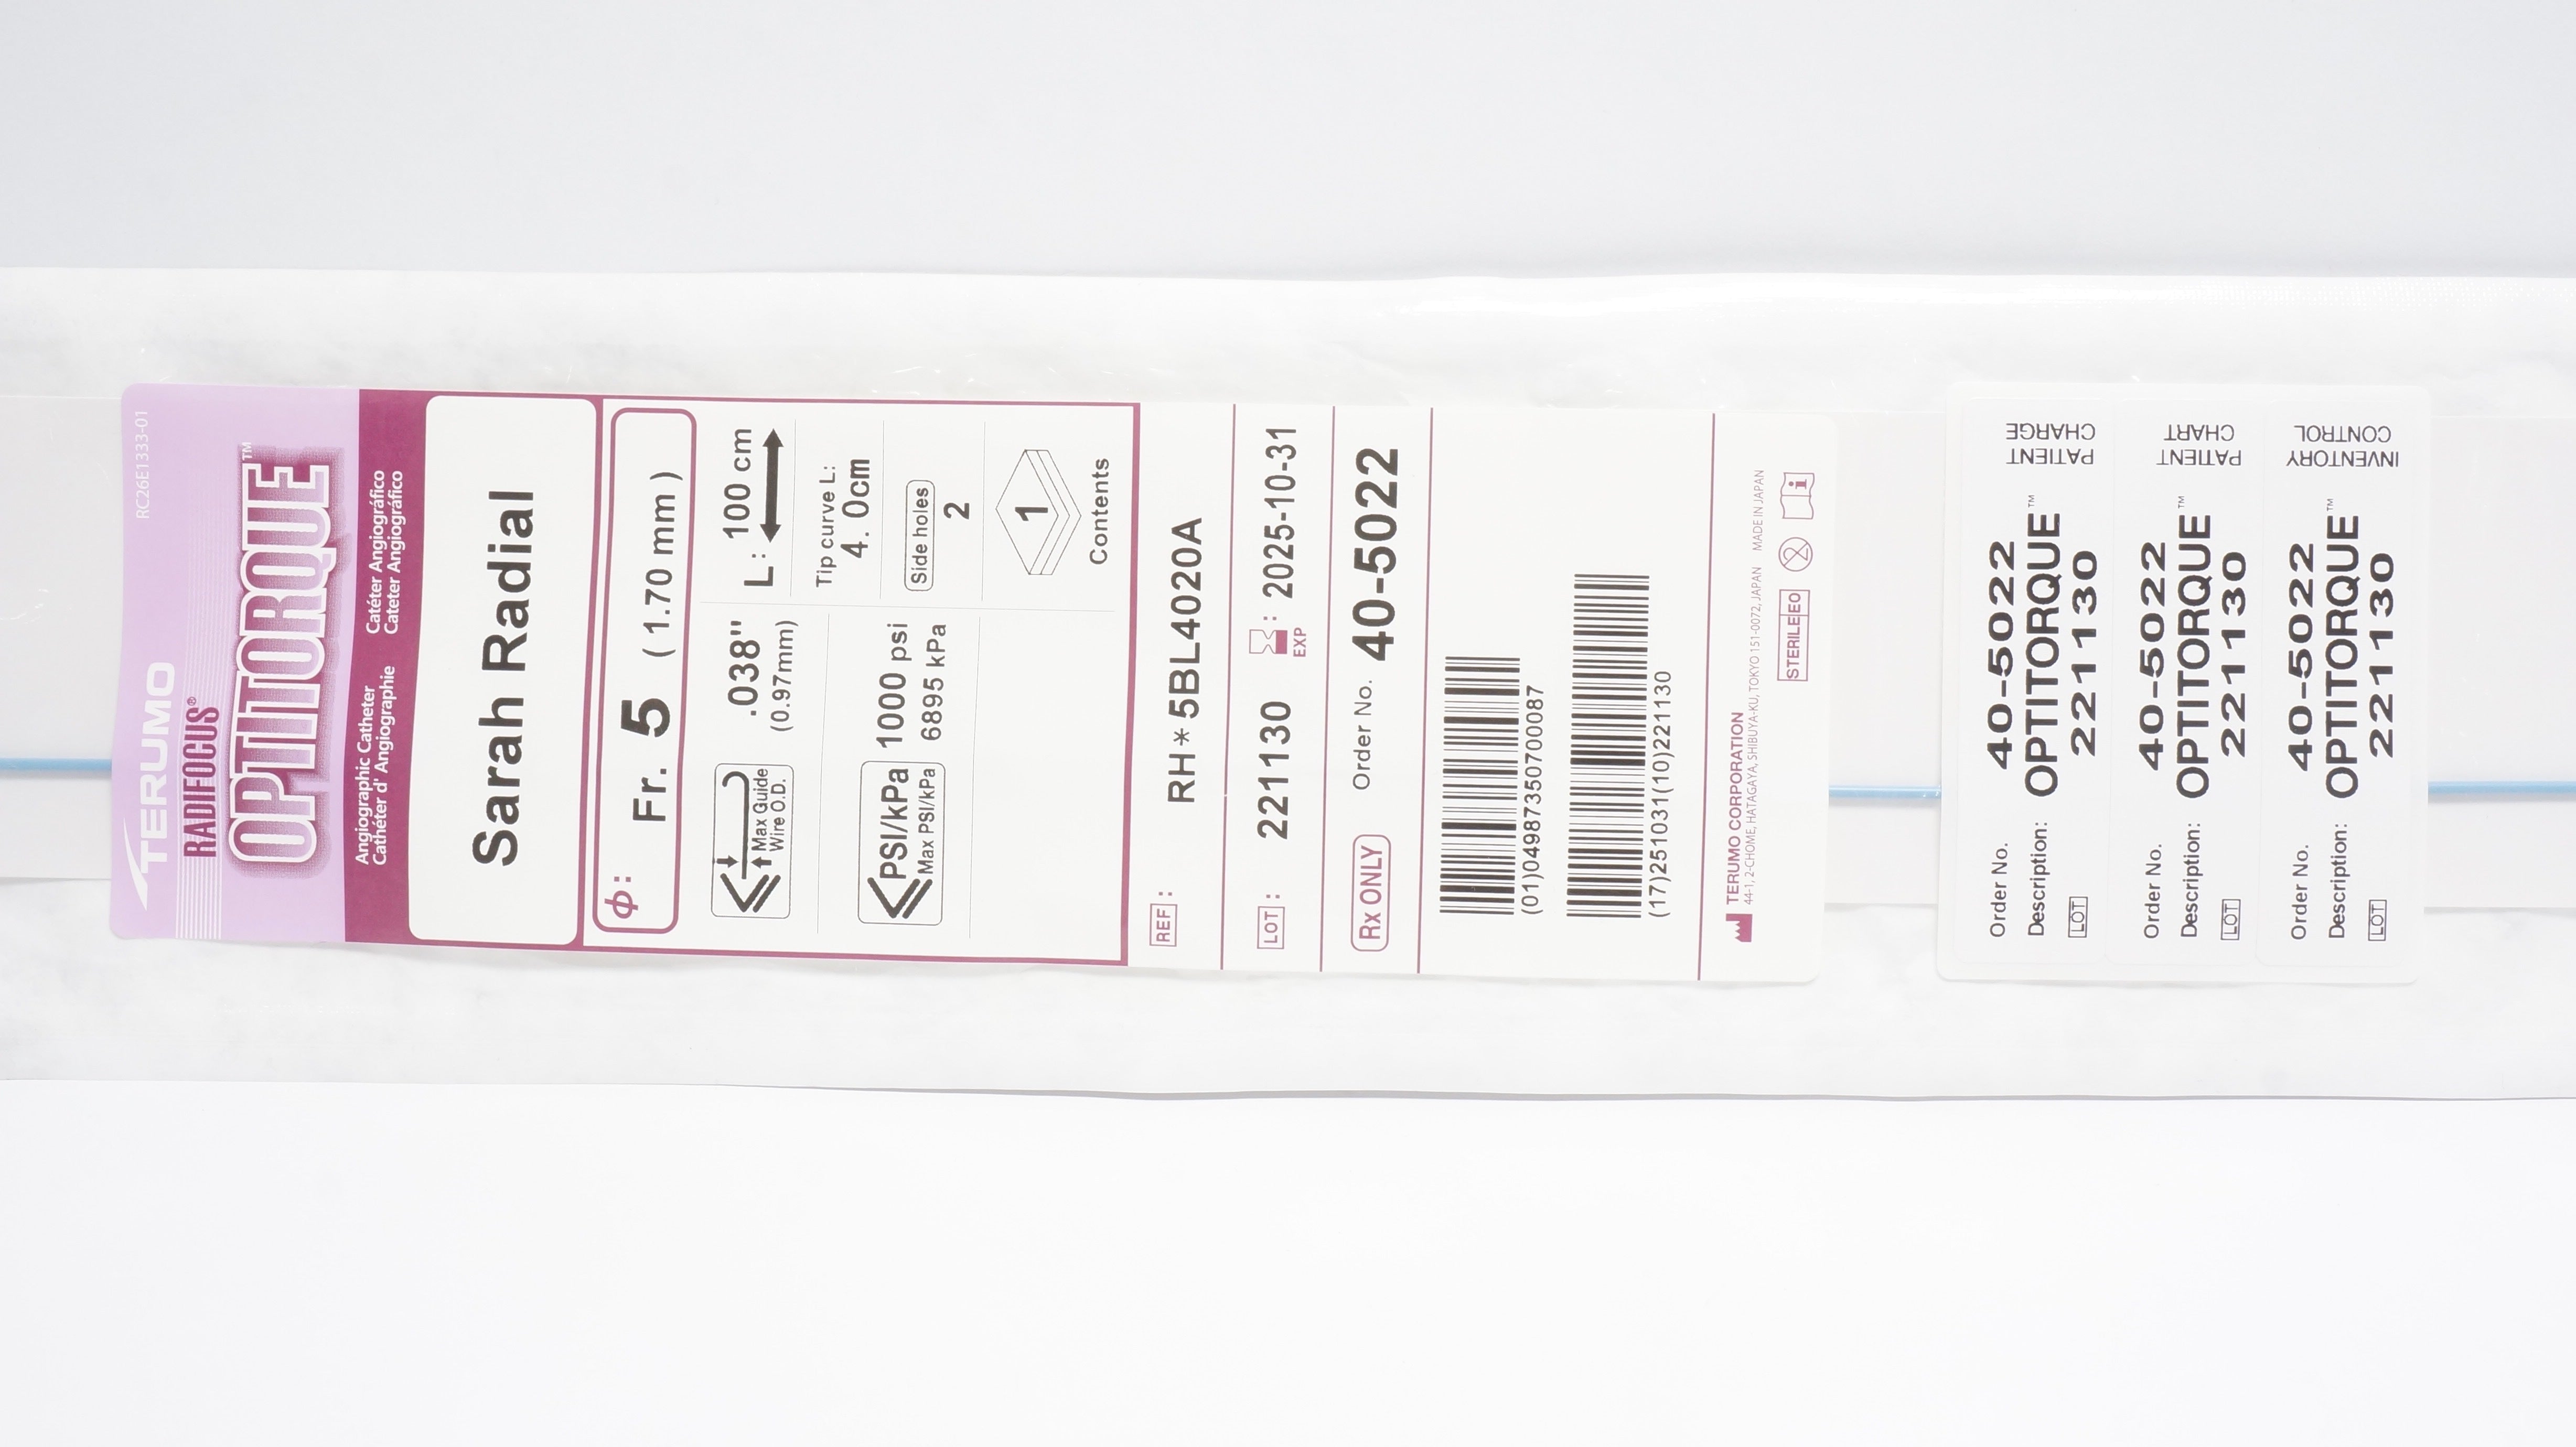 RC26E1333-01
TERUMO
RADIFOCUS®
OPTITORQUE™
Angiographic Catheter Catéter Angiográfico
Cathéter d' Angiographie Cateter Angiográfico
Sarah Radial
ϕ: Fr. 5 (1.70 mm)
Max Guide Wire O.D.
.038"
(0.97mm)
L: 100 cm
Tip curve L:
4. 0cm
PSI/kPa
Max PSI/kPa
1000 psi
6895 kPa
Side holes
2
1
Contents
REF : RH*5BL4020A
LOT : 221130 EXP : 2025-10-31
Rx ONLY Order No. 40-5022
(01)04987350700087
(17)251031(10)221130
TERUMO CORPORATION
44-1, 2-CHOME, HATAGAYA, SHIBUYA-KU, TOKYO 151-0072, JAPAN MADE IN JAPAN
STERILE EO 2 i
Order No. 40-5022
Description: OPTITORQUE™
LOT 221130
PATIENT
CHARGE
Order No. 40-5022
Description: OPTITORQUE™
LOT 221130
PATIENT
CHART
Order No. 40-5022
Description: OPTITORQUE™
LOT 221130
INVENTORY
CONTROL